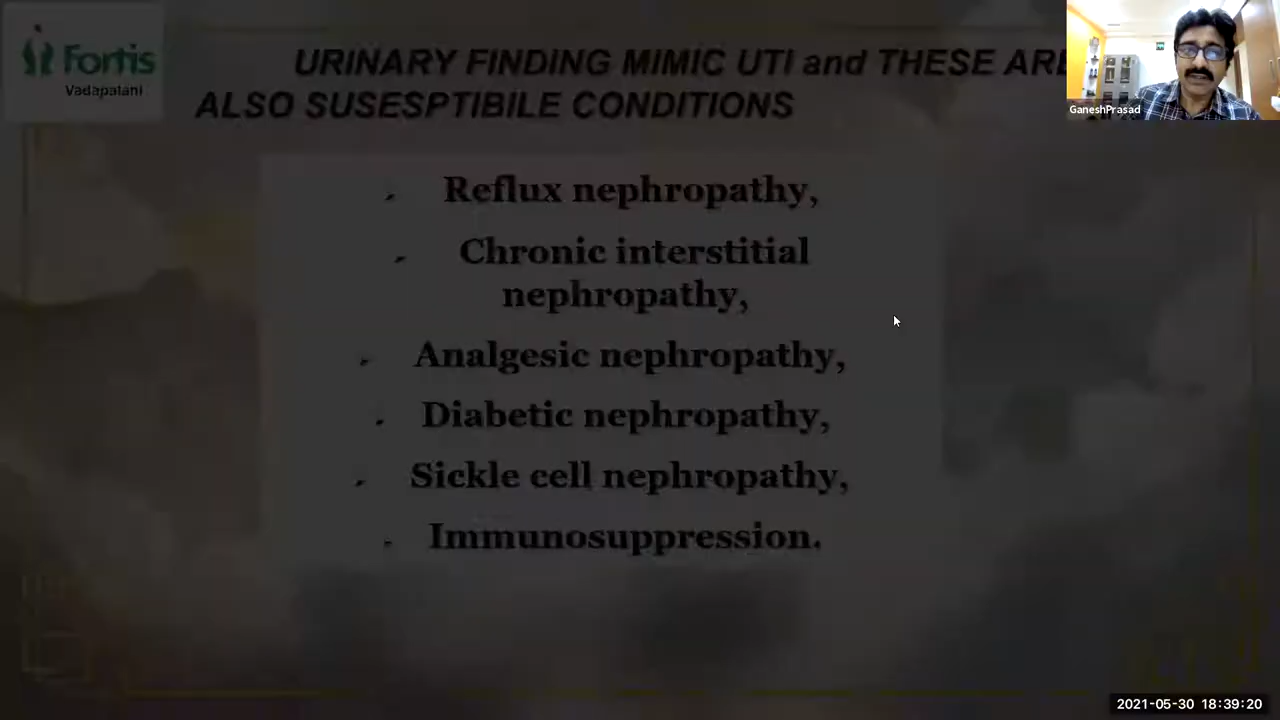 Fortis
Vadapalani
URINARY FINDING MIMIC UTI and THESE ARE
ALSO SUSESPTIBILE CONDITIONS
Reflux nephropathy,
Chronic interstitial
nephropathy,
Analgesic nephropathy,
Diabetic nephropathy,
Sickle cell nephropathy,
Immunosuppression.
GaneshPrasad
2021-05-30 18:39:20